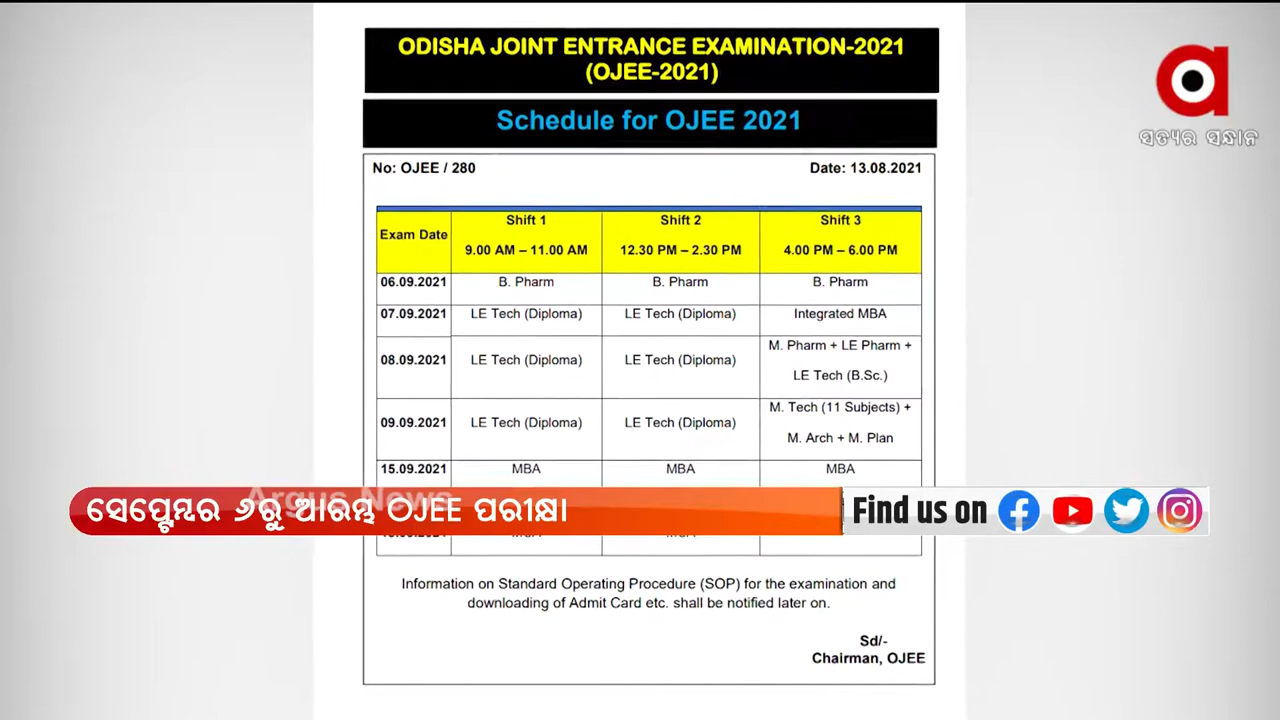 ODISHA JOINT ENTRANCE EXAMINATION-2021
(OJEE-2021)
Schedule for OJEE 2021
ସତ୍ୟର ସନ୍ଧାନ
No: OJEE / 280 Date: 13.08.2021
Exam Date Shift 1 Shift 2 Shift 3
9.00 AM – 11.00 AM 12.30 PM – 2.30 PM 4.00 PM – 6.00 PM
06.09.2021 B. Pharm B. Pharm B. Pharm
07.09.2021 LE Tech (Diploma) LE Tech (Diploma) Integrated MBA
08.09.2021 LE Tech (Diploma) LE Tech (Diploma) M. Pharm + LE Pharm +
LE Tech (B.Sc.)
09.09.2021 LE Tech (Diploma) LE Tech (Diploma) M. Tech (11 Subjects) +
M. Arch + M. Plan
15.09.2021 MBA MBA MBA
Argus News
ସେପ୍ଟେମ୍ବର ୬ରୁ ଆରମ୍ଭ OJEE ପରୀକ୍ଷା
Find us on
Information on Standard Operating Procedure (SOP) for the examination and
downloading of Admit Card etc. shall be notified later on.
Sd/-
Chairman, OJEE